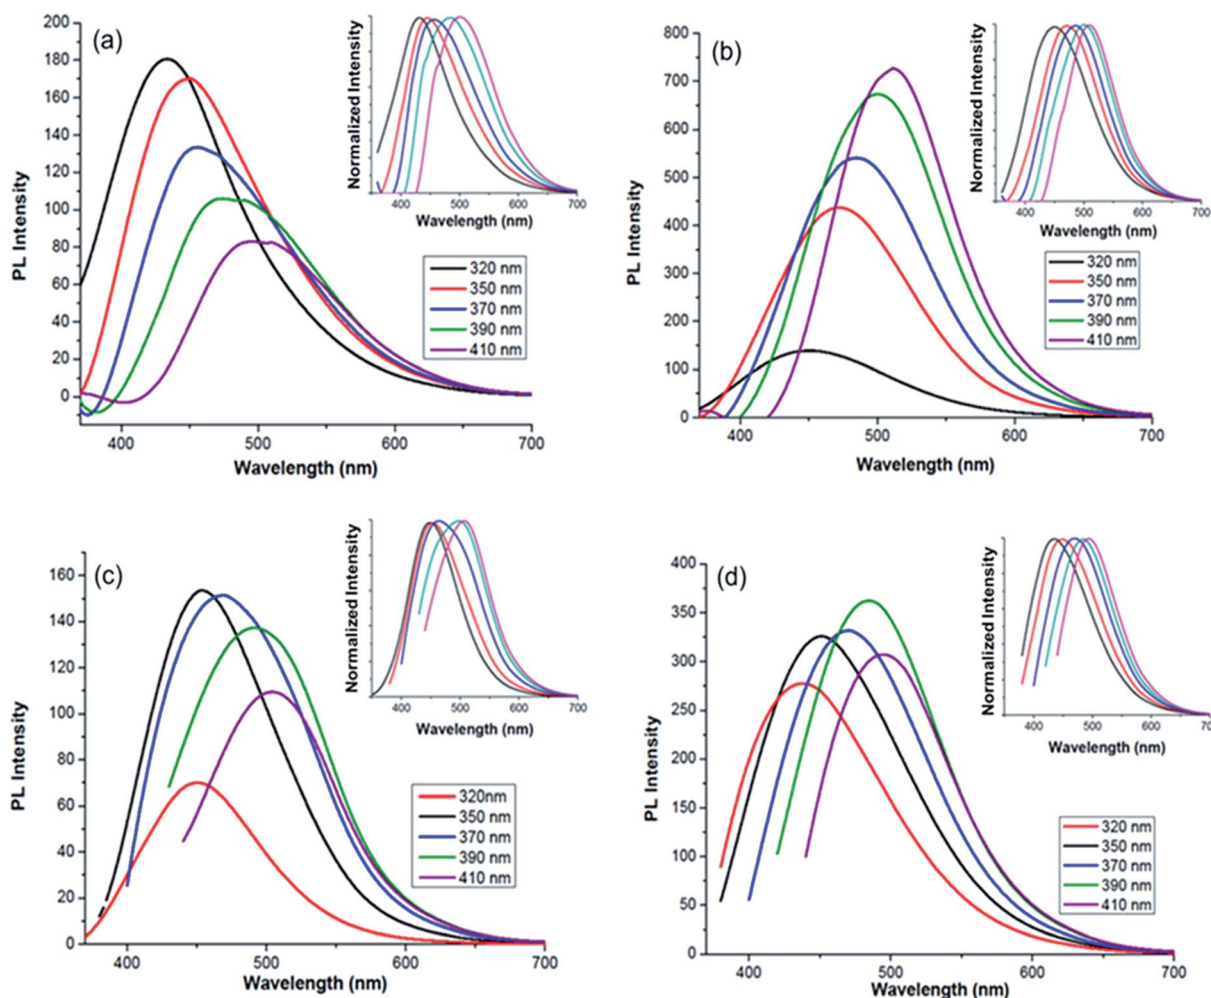 (a)
PL Intensity
200
180
160
140
120
100
80
60
40
20
0
400
500
600
700
Wavelength (nm)
320 nm
350 nm
370 nm
390 nm
410 nm
Normalized Intensity
400
500
600
700
Wavelength (nm)
(b)
PL Intensity
800
700
600
500
400
300
200
100
0
400
500
600
700
Wavelength (nm)
320 nm
350 nm
370 nm
390 nm
410 nm
Normalized Intensity
400
500
600
700
Wavelength (nm)
(c)
PL Intensity
160
140
120
100
80
60
40
20
0
400
500
600
700
Wavelength (nm)
320nm
350 nm
370 nm
390 nm
410 nm
Normalized Intensity
400
500
600
700
Wavelength (nm)
(d)
PL Intensity
400
350
300
250
200
150
100
50
0
400
500
600
700
Wavelength (nm)
320 nm
350 nm
370 nm
390 nm
410 nm
Normalized Intensity
400
500
600
700
Wavelength (nm)